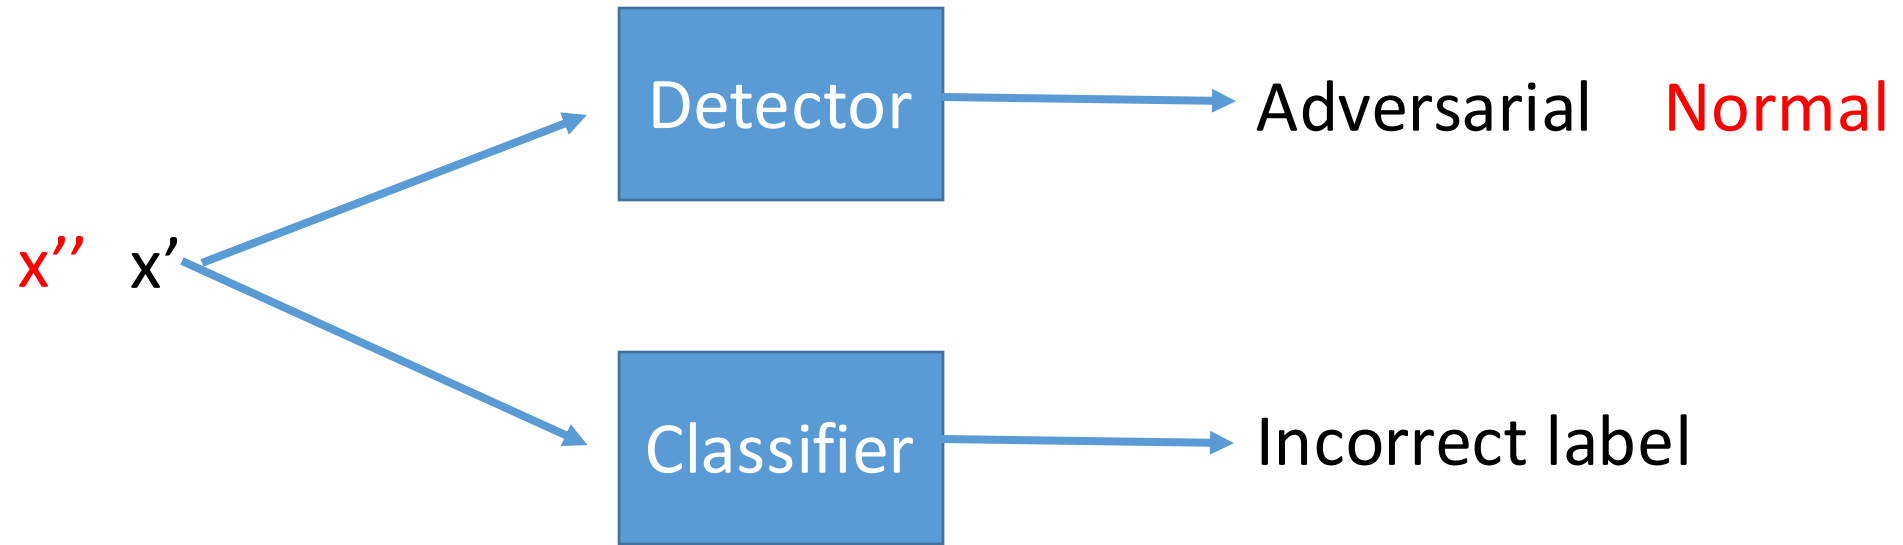 Detector
Adversarial Normal
x’’ x’
Classifier
Incorrect label